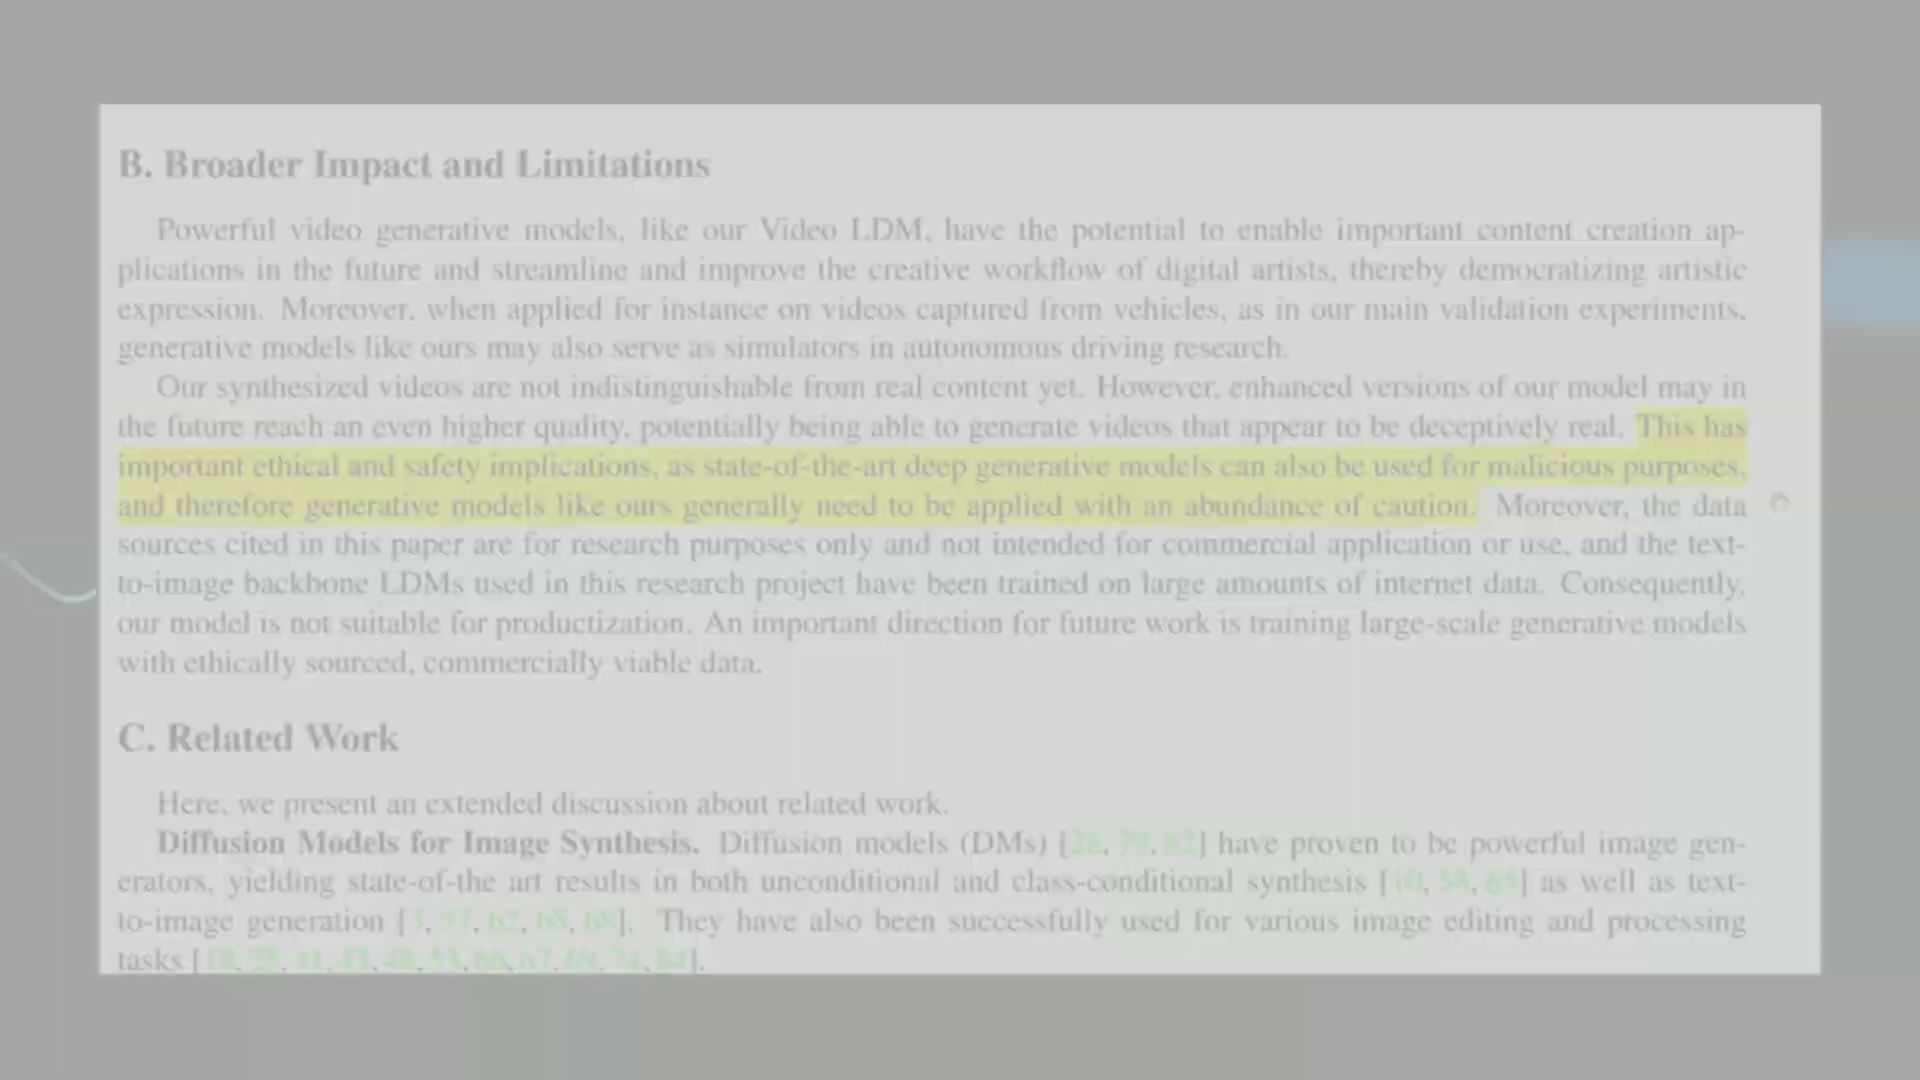 B. Broader Impact and Limitations
Powerful video generative models, like our Video LDM, have the potential to enable important content creation ap-
plications in the future and streamline and improve the creative workflow of digital artists, thereby democratizing artistic
expression. Moreover, when applied for instance on videos captured from vehicles, as in our main validation experiments,
generative models like ours may also serve as simulators in autonomous driving research.
Our synthesized videos are not indistinguishable from real content yet. However, enhanced versions of our model may in
the future reach an even higher quality, potentially being able to generate videos that appear to be deceptively real. This has
important ethical and safety implications, as state-of-the-art deep generative models can also be used for malicious purposes,
and therefore generative models like ours generally need to be applied with an abundance of caution. Moreover, the data
sources cited in this paper are for research purposes only and not intended for commercial application or use, and the text-
to-image backbone LDMs used in this research project have been trained on large amounts of internet data. Consequently,
our model is not suitable for productization. An important direction for future work is training large-scale generative models
with ethically sourced, commercially viable data.
C. Related Work
Here, we present an extended discussion about related work.
Diffusion Models for Image Synthesis. Diffusion models (DMs) [28, 79, 82] have proven to be powerful image gen-
erators, yielding state-of-the art results in both unconditional and class-conditional synthesis [10, 58, 65] as well as text-
to-image generation [3, 57, 62, 65, 68]. They have also been successfully used for various image editing and processing
tasks [